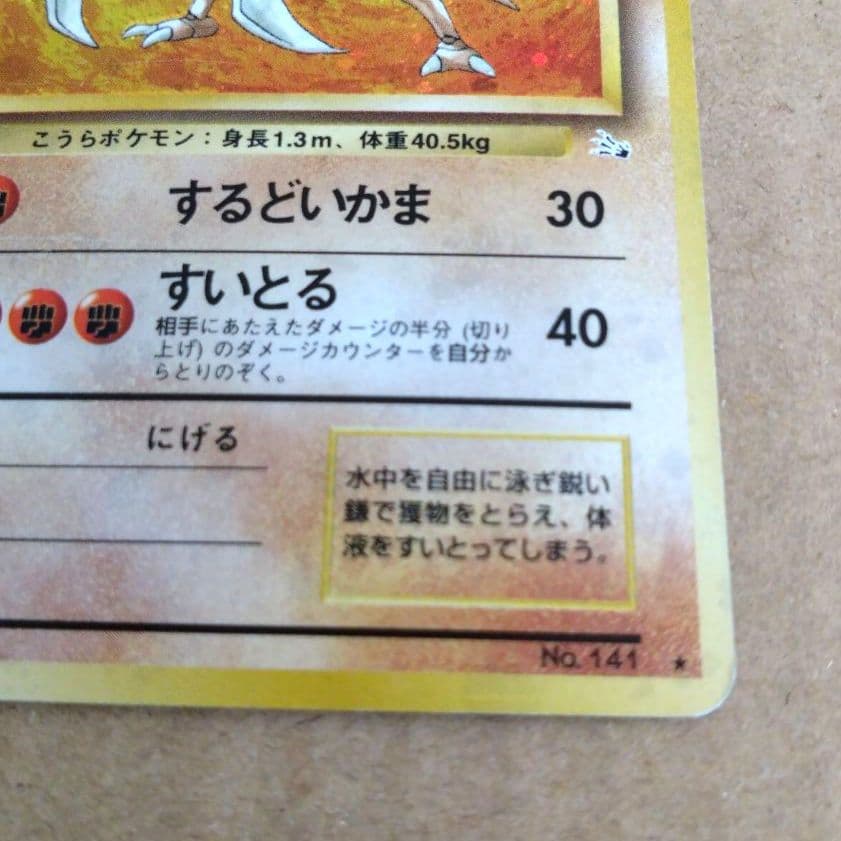 こうらポケモン：身長1.3m、体重40.5kg
するどいかま 30
すいとる 40
相手にあたえたダメージの半分 (切り
上げ) のダメージカウンターを自分か
らとりのぞく。
にげる
水中を自由に泳ぎ鋭い
鎌で獲物をとらえ、体
液をすいとってしまう。
No. 141 ★